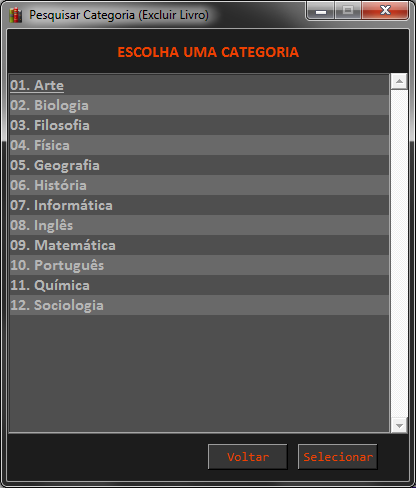 Pesquisar Categoria (Excluir Livro)
ESCOLHA UMA CATEGORIA
01. Arte
02. Biologia
03. Filosofia
04. Física
05. Geografia
06. História
07. Informática
08. Inglês
09. Matemática
10. Português
11. Química
12. Sociologia
Voltar
Selecionar